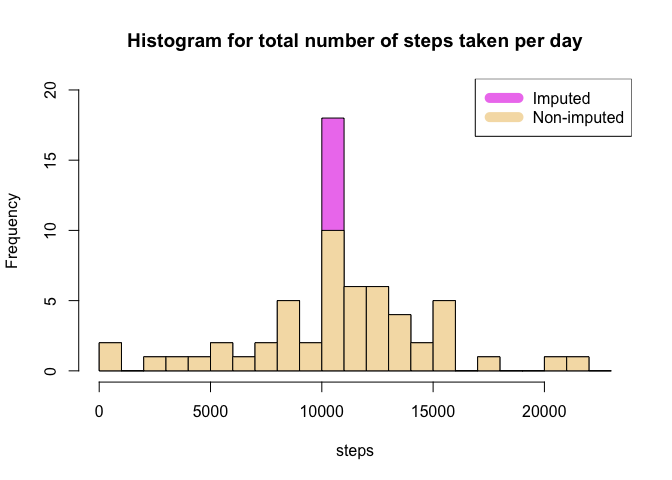 Histogram for total number of steps taken per day
Imputed
Non-imputed
Frequency
20
15
10
5
0
0 5000 10000 15000 20000
steps